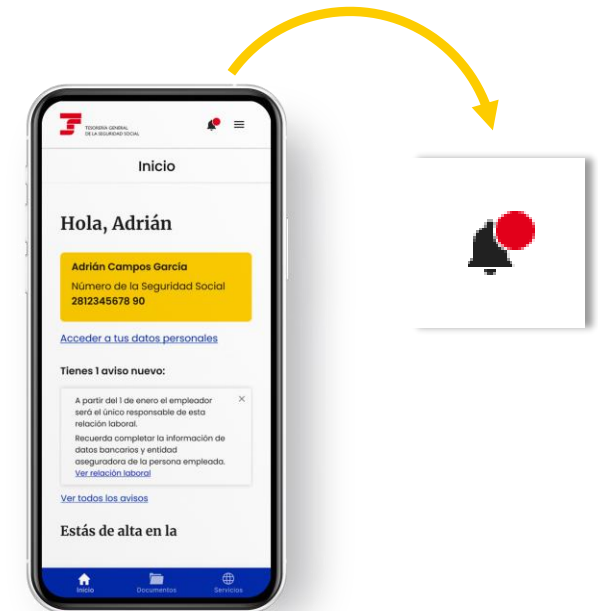 TESORERÍA GENERAL
DE LA SEGURIDAD SOCIAL
Inicio
Hola, Adrián
Adrián Campos García
Número de la Seguridad Social
2812345678 90
Acceder a tus datos personales
Tienes 1 aviso nuevo:
A partir del 1 de enero el empleador
será el único responsable de esta
relación laboral.
Recuerda completar la información de
datos bancarios y entidad
aseguradora de la persona empleada.
Ver relación laboral
Ver todos los avisos
Estás de alta en la
Inicio
Documentos
Servicios